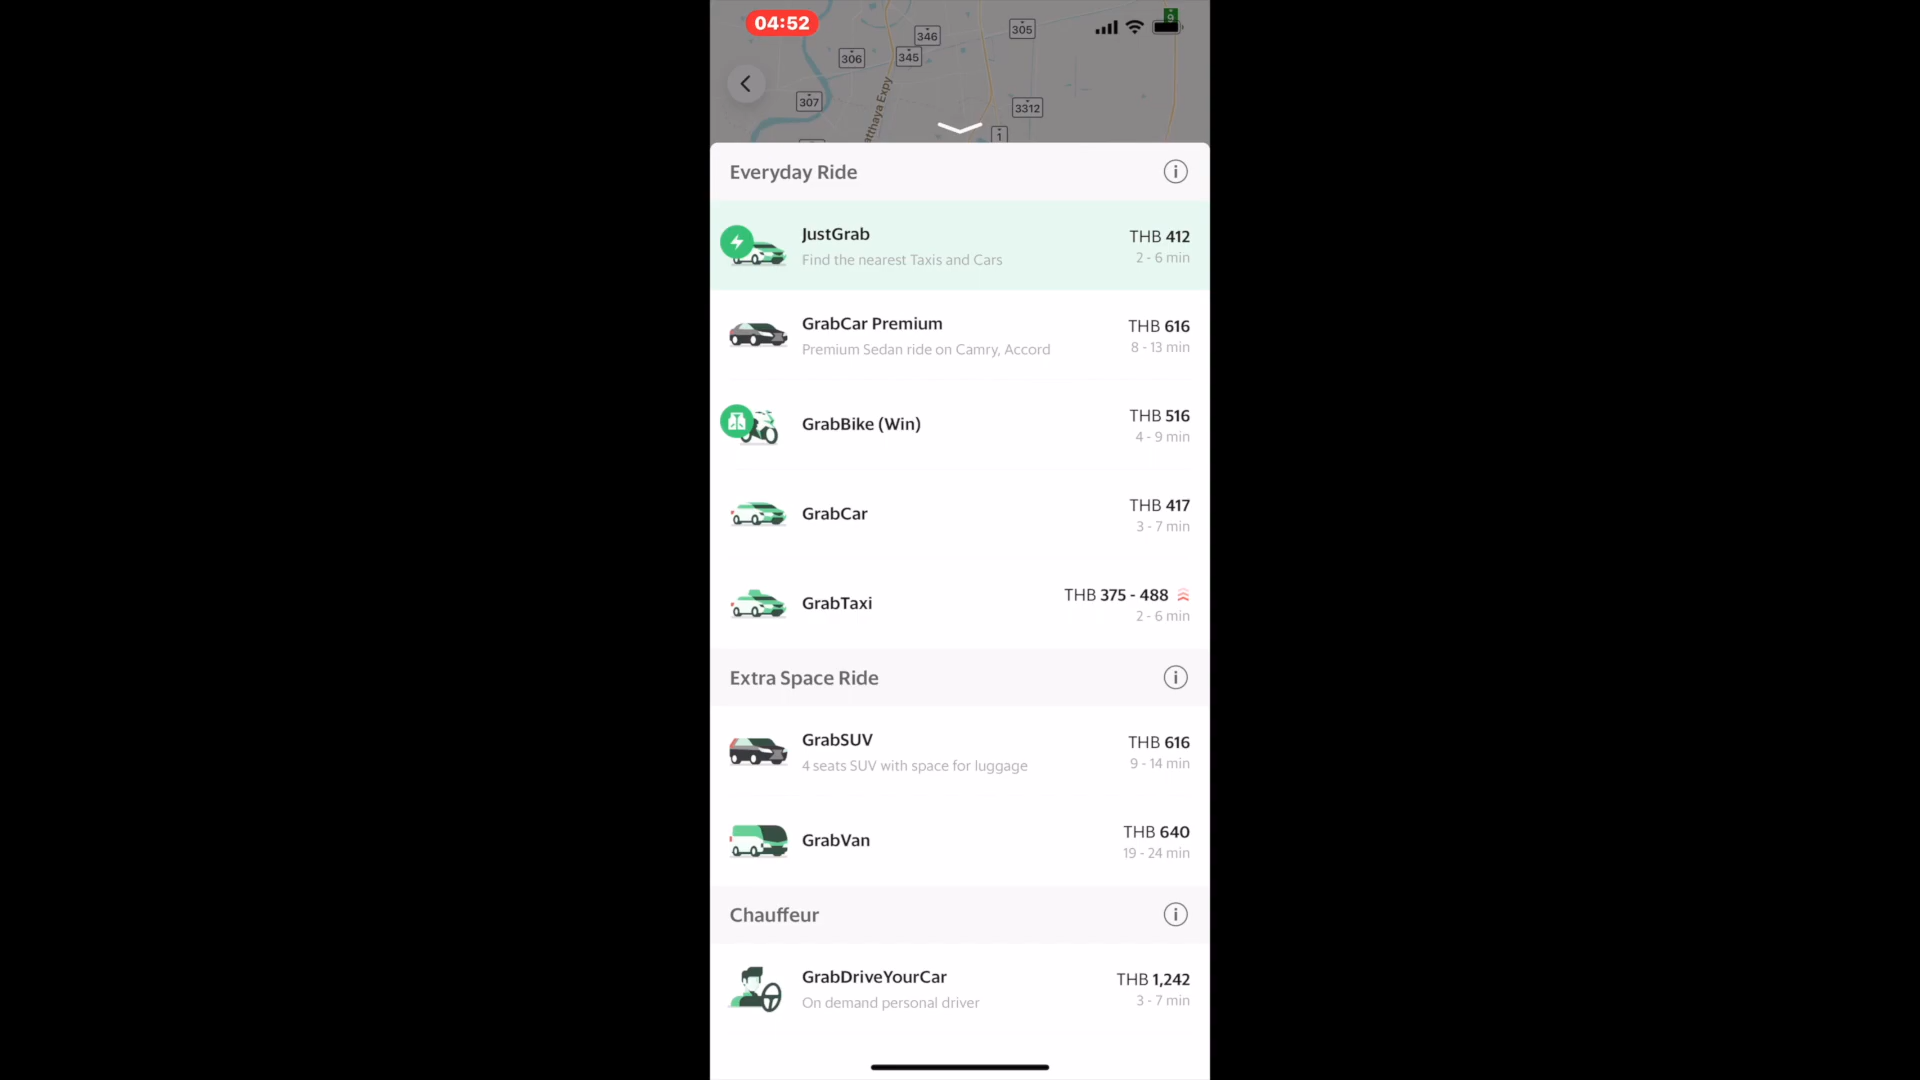 04:52
9
346
305
306
345
307
3312
atthaya Expy
1
Everyday Ride
JustGrab
THB 412
Find the nearest Taxis and Cars
2 - 6 min
GrabCar Premium
THB 616
Premium Sedan ride on Camry, Accord
8 - 13 min
GrabBike (Win)
THB 516
4 - 9 min
GrabCar
THB 417
3 - 7 min
GrabTaxi
THB 375 - 488
2 - 6 min
Extra Space Ride
GrabSUV
THB 616
4 seats SUV with space for luggage
9 - 14 min
GrabVan
THB 640
19 - 24 min
Chauffeur
GrabDriveYourCar
THB 1,242
On demand personal driver
3 - 7 min